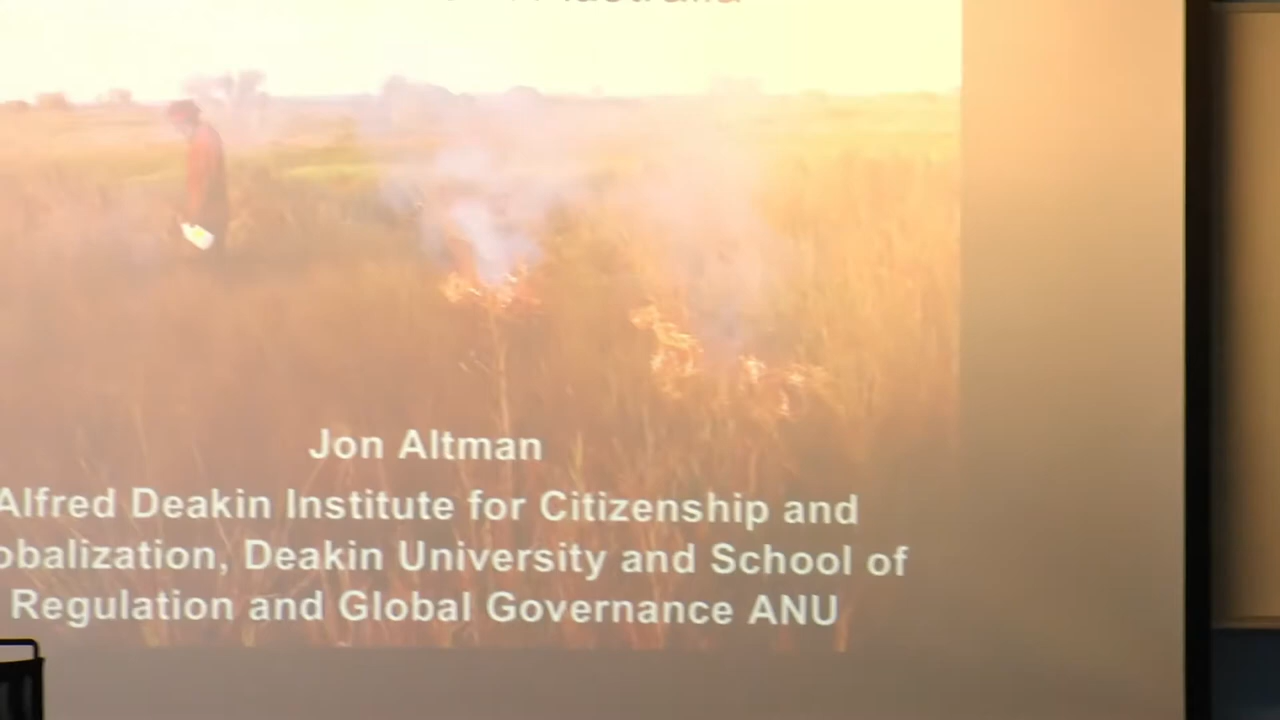 Australia
Jon Altman
Alfred Deakin Institute for Citizenship and
obalization, Deakin University and School of
Regulation and Global Governance ANU